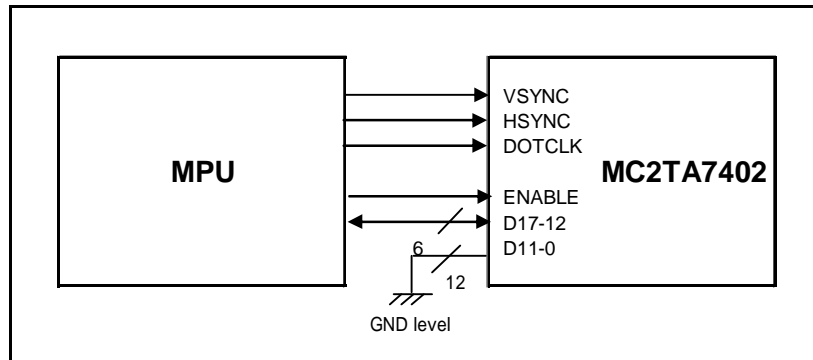 MPU
VSYNC
HSYNC
DOTCLK
MC2TA7402
ENABLE
D17-12
6
D11-0
12
GND level